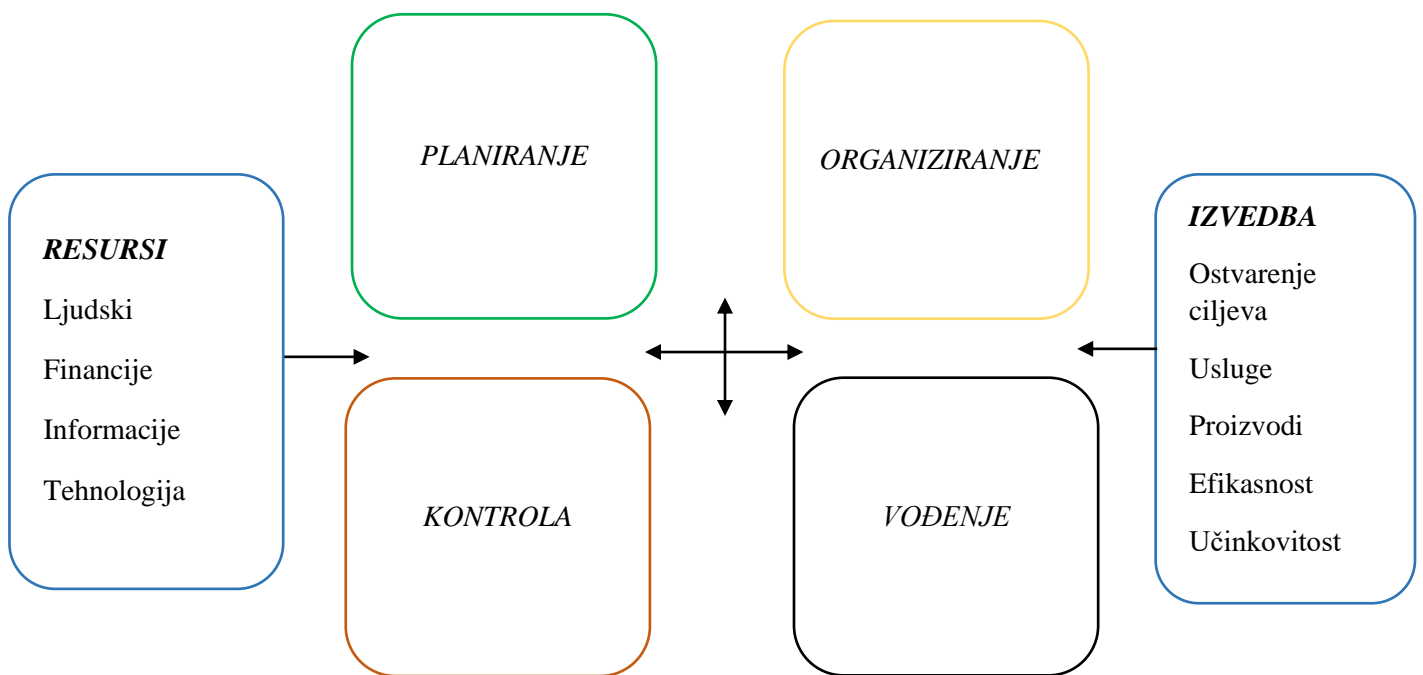 PLANIRANJE
ORGANIZIRANJE
RESURSI
Ljudski
Financije
Informacije
Tehnologija
KONTROLA
VOĐENJE
IZVEDBA
Ostvarenje
ciljeva
Usluge
Proizvodi
Efikasnost
Učinkovitost